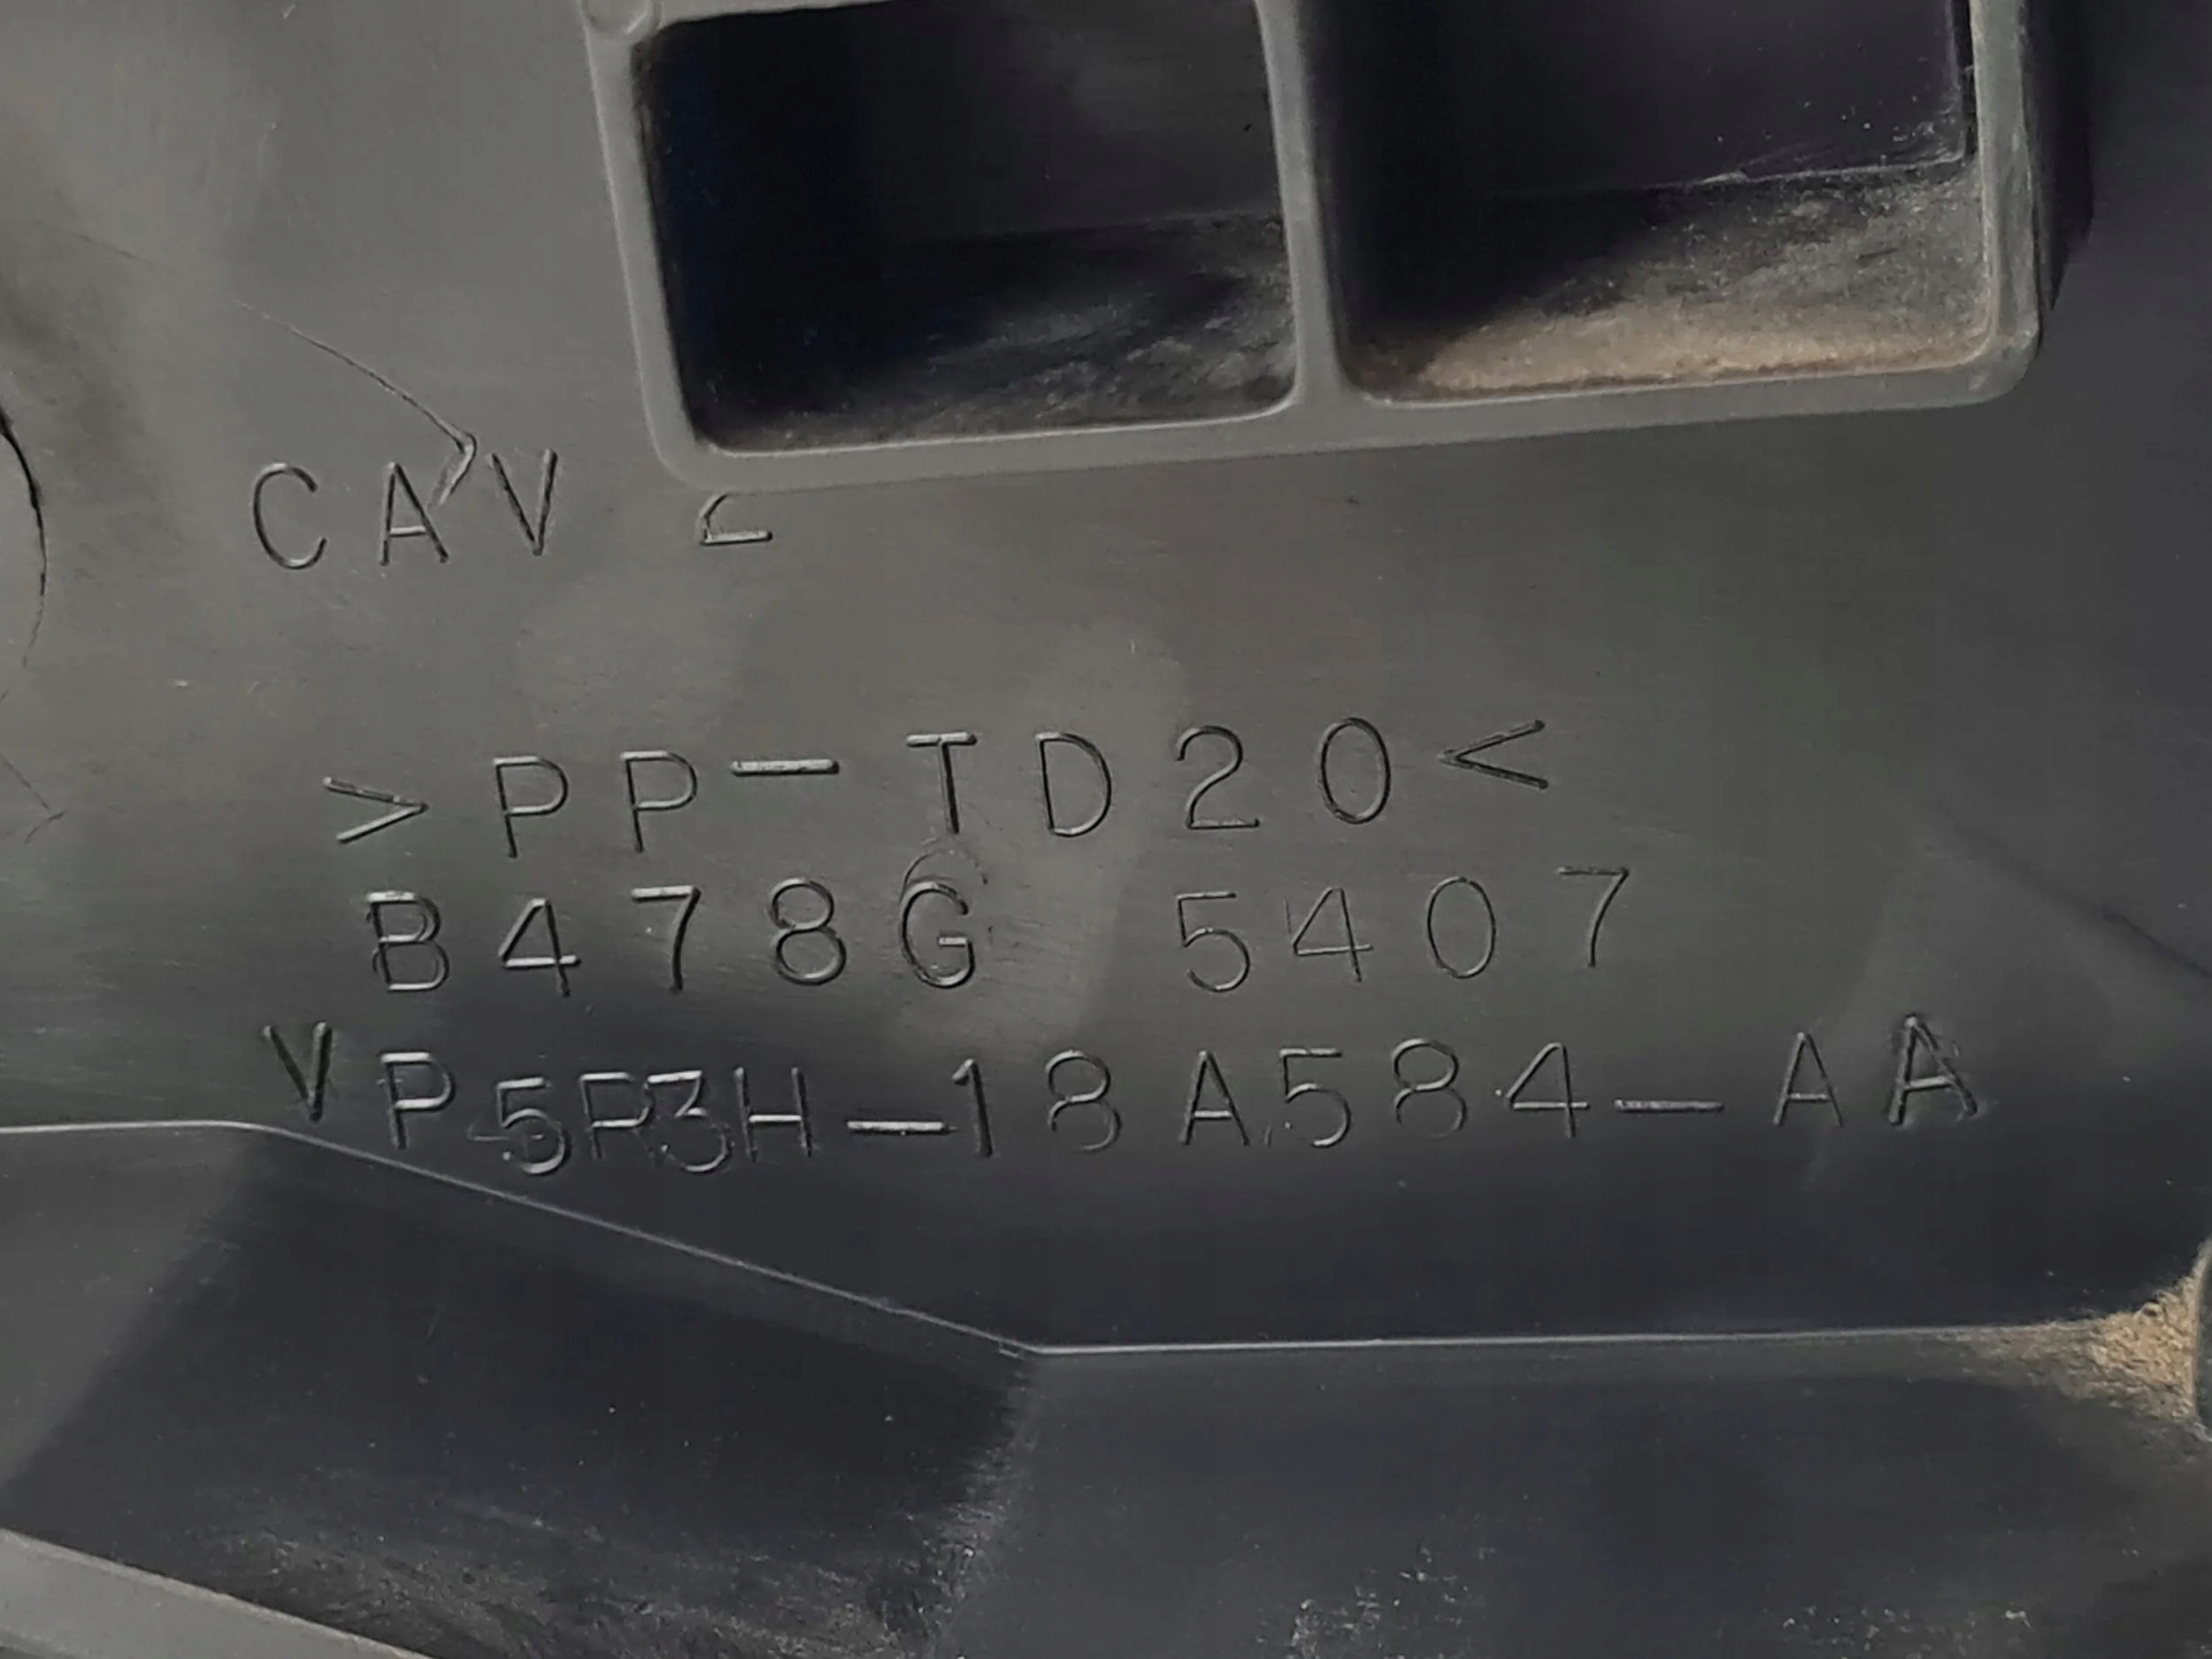 CAV 2
>PP-TD20<
B478G 5407
VP5R3H-18A584-AA